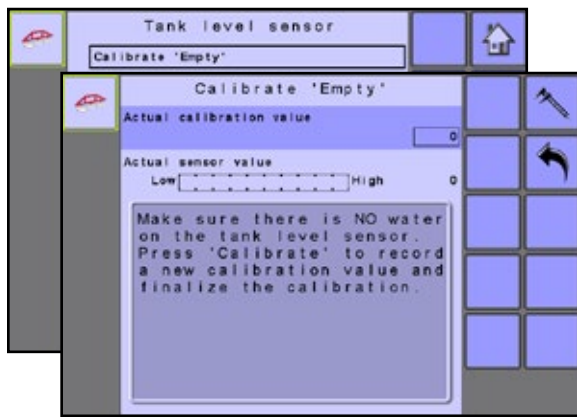 Tank level sensor
Calibrate 'Empty'
Calibrate 'Empty'
Actual calibration value
0
Actual sensor value
Low High 0
Make sure there is NO water
on the tank level sensor.
Press 'Calibrate' to record
a new calibration value and
finalize the calibration.